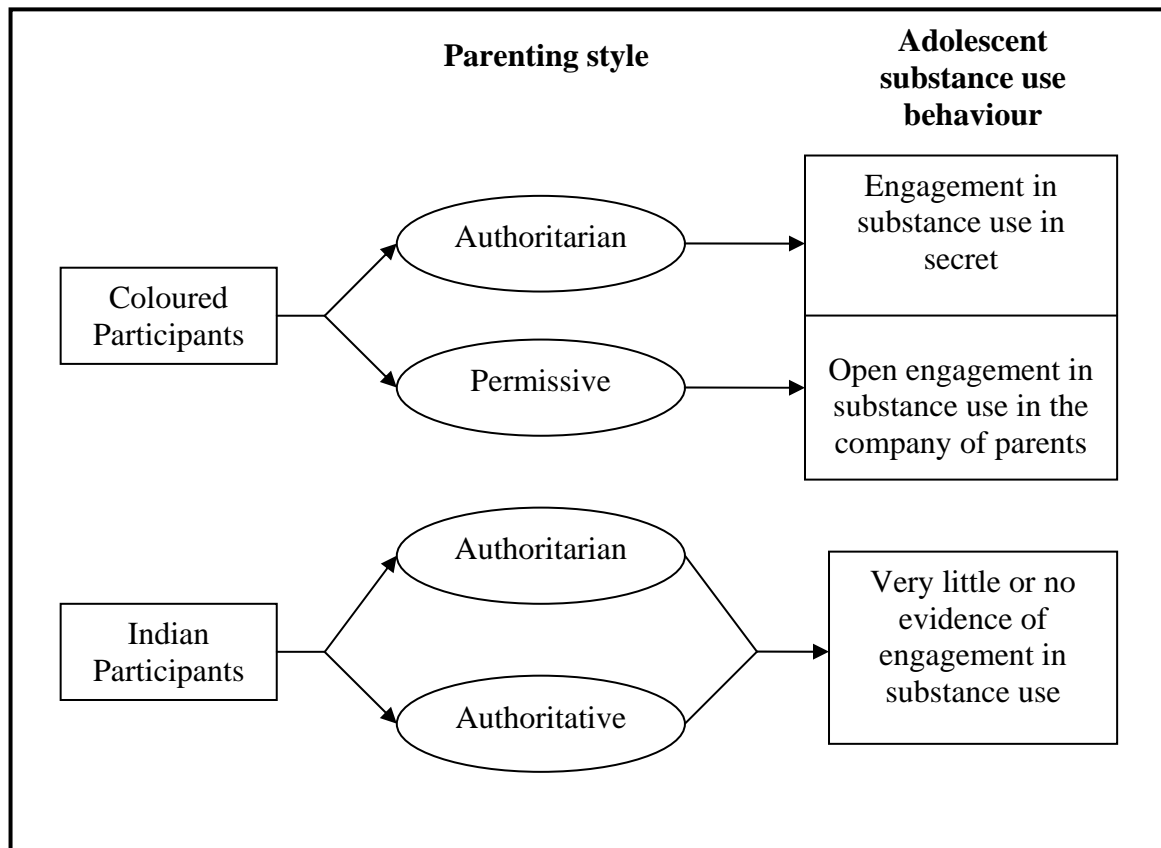 Parenting style
Adolescent
substance use
behaviour
Coloured
Participants
Authoritarian
Engagement in
substance use in
secret
Permissive
Open engagement in
substance use in the
company of parents
Indian
Participants
Authoritarian
Authoritative
Very little or no
evidence of
engagement in
substance use